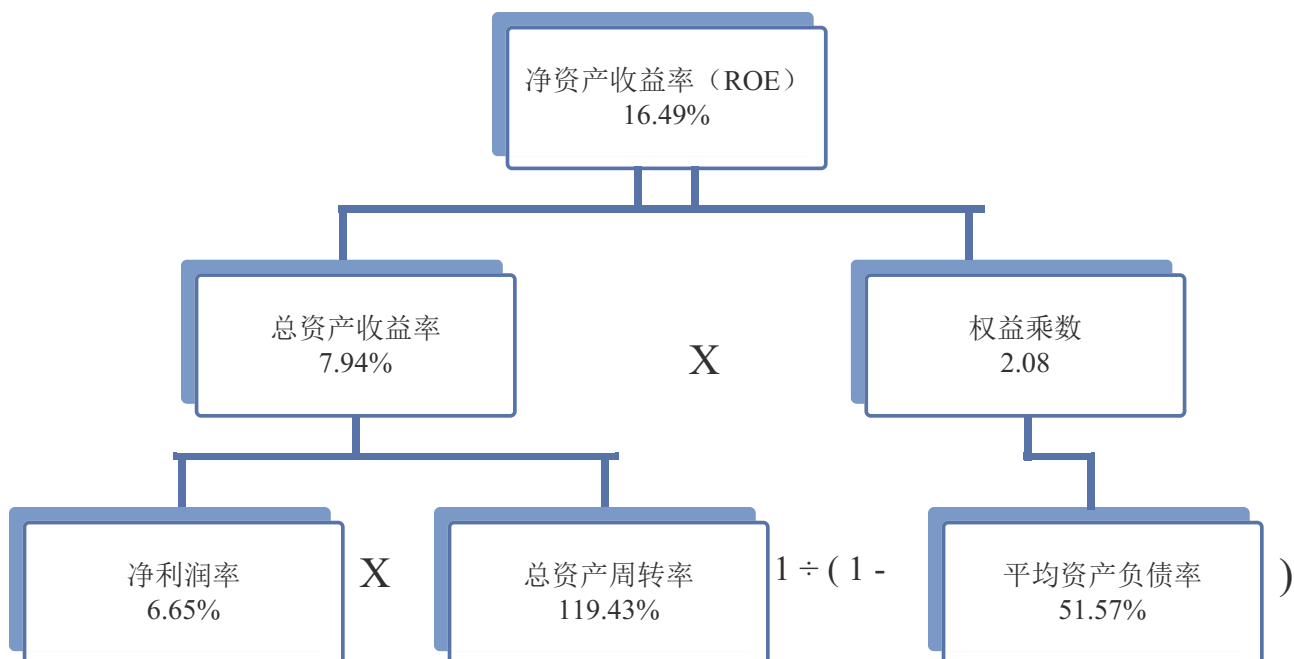 净资产收益率（ROE）
16.49%
总资产收益率
7.94%
X
权益乘数
2.08
净利润率
6.65%
X
总资产周转率
119.43%
1 ÷ ( 1 -
平均资产负债率
51.57%
)